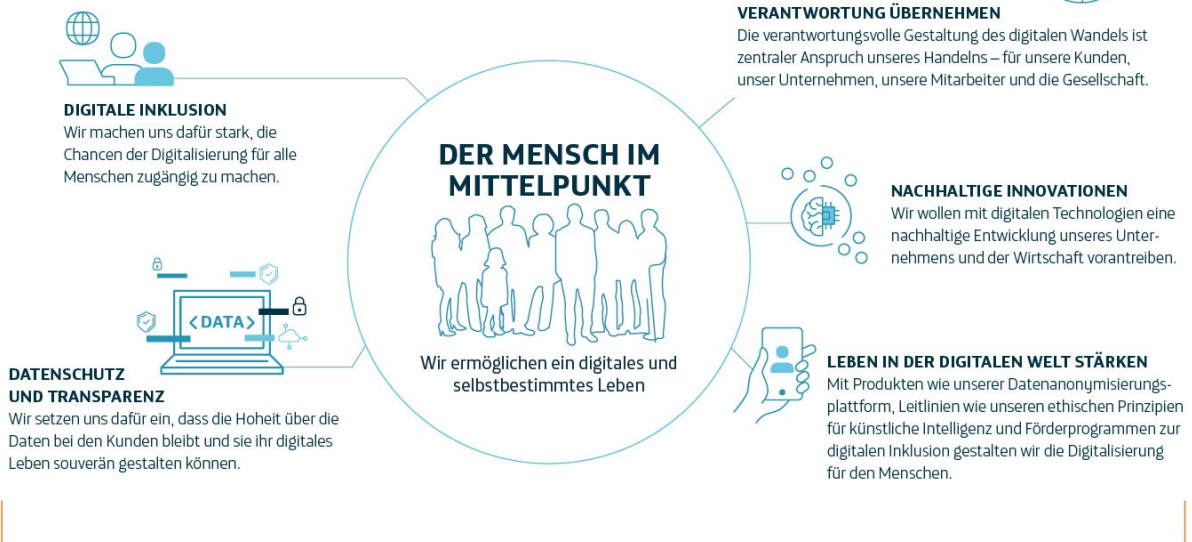 VERANTWORTUNG ÜBERNEHMEN
Die verantwortungsvolle Gestaltung des digitalen Wandels ist
zentraler Anspruch unseres Handelns – für unsere Kunden,
unser Unternehmen, unsere Mitarbeiter und die Gesellschaft.
DIGITALE INKLUSION
Wir machen uns dafür stark, die
Chancen der Digitalisierung für alle
Menschen zugängig zu machen.
DER MENSCH IM
MITTELPUNKT
Wir ermöglichen ein digitales und
selbstbestimmtes Leben
NACHHALTIGE INNOVATIONEN
Wir wollen mit digitalen Technologien eine
nachhaltige Entwicklung unseres Unter-
nehmens und der Wirtschaft vorantreiben.
<DATA>
DATENSCHUTZ
UND TRANSPARENZ
Wir setzen uns dafür ein, dass die Hoheit über die
Daten bei den Kunden bleibt und sie ihr digitales
Leben souverän gestalten können.
LEBEN IN DER DIGITALEN WELT STÄRKEN
Mit Produkten wie unserer Datenanonymisierungs-
plattform, Leitlinien wie unseren ethischen Prinzipien
für künstliche Intelligenz und Förderprogrammen zur
digitalen Inklusion gestalten wir die Digitalisierung
für den Menschen.